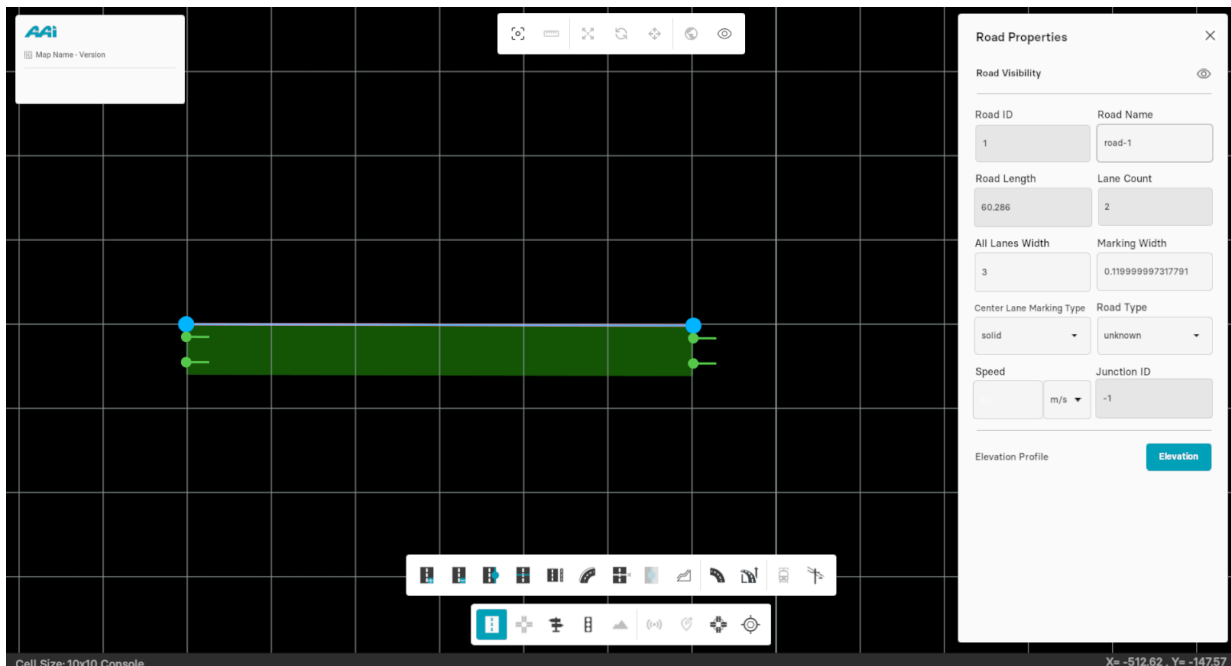 AAi
Map Name - Version
Road Properties
Road Visibility
Road ID
Road Name
1
road-1
Road Length
Lane Count
60.286
2
All Lanes Width
Marking Width
3
0.119999997317791
Center Lane Marking Type
Road Type
solid
unknown
Speed
Junction ID
m/s
-1
Elevation Profile
Elevation
Cell Size: 10x10 Console
X= -512.62 , Y= -147.57